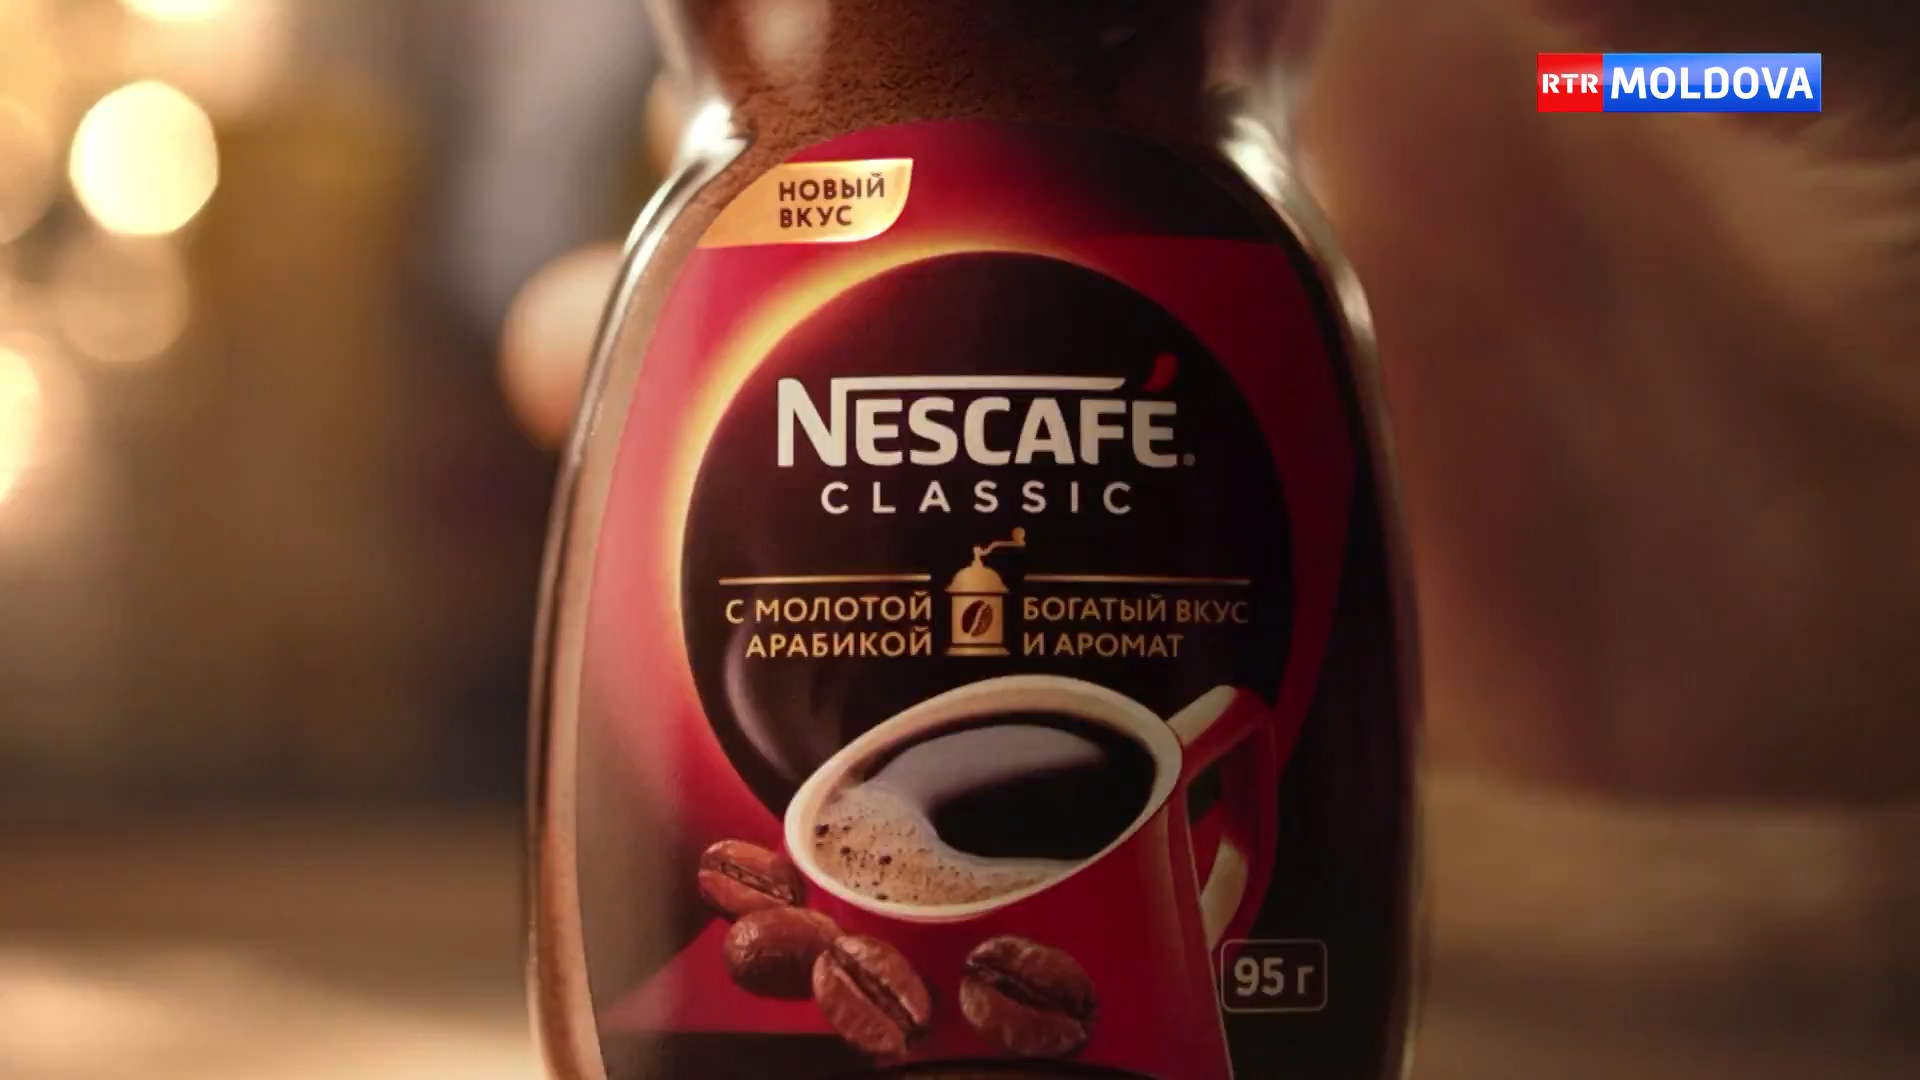 RTR MOLDOVA
НОВЫЙ
ВКУС
NESCAFÉ.
CLASSIC
С МОЛОТОЙ
АРАБИКОЙ
БОГАТЫЙ ВКУС
И АРОМАТ
95 г